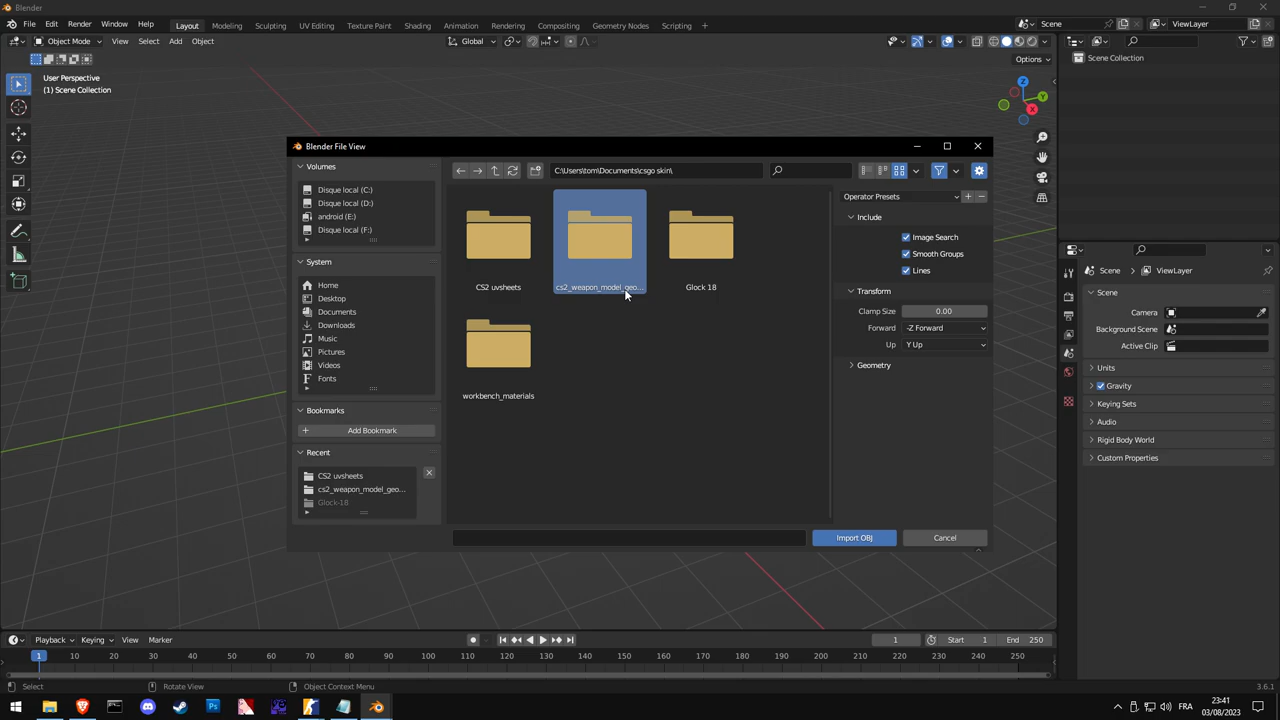 Blender
File Edit Render Window Help Layout Modeling Sculpting UV Editing Texture Paint Shading Animation Rendering Compositing Geometry Nodes Scripting + Scene ViewLayer
Object Mode View Select Add Object Global
Options
User Perspective
(1) Scene Collection
Z
Y
X
Scene Collection
Blender File View
Volumes
Disque local (C:)
Disque local (D:)
android (E:)
Disque local (F:)
System
Home
Desktop
Documents
Downloads
Music
Pictures
Videos
Fonts
Bookmarks
+ Add Bookmark
Recent
CS2 uvsheets
cs2_weapon_model_geo...
Glock-18
C:\Users\tom\Documents\csgo skin\
CS2 uvsheets
cs2_weapon_model_geo...
Glock 18
workbench_materials
Operator Presets
Include
Image Search
Smooth Groups
Lines
Transform
Clamp Size 0.00
Forward -Z Forward
Up Y Up
Geometry
Import OBJ
Cancel
Scene ViewLayer
Scene
Camera
Background Scene
Active Clip
Units
Gravity
Keying Sets
Audio
Rigid Body World
Custom Properties
Playback Keying View Marker 1 Start 1 End 250
1 10 20 30 40 50 60 70 80 90 100 110 120 130 140 150 160 170 180 190 200 210 220 230 240 250
Select Rotate View Object Context Menu 3.6.1
FRA
23:41
03/08/2023